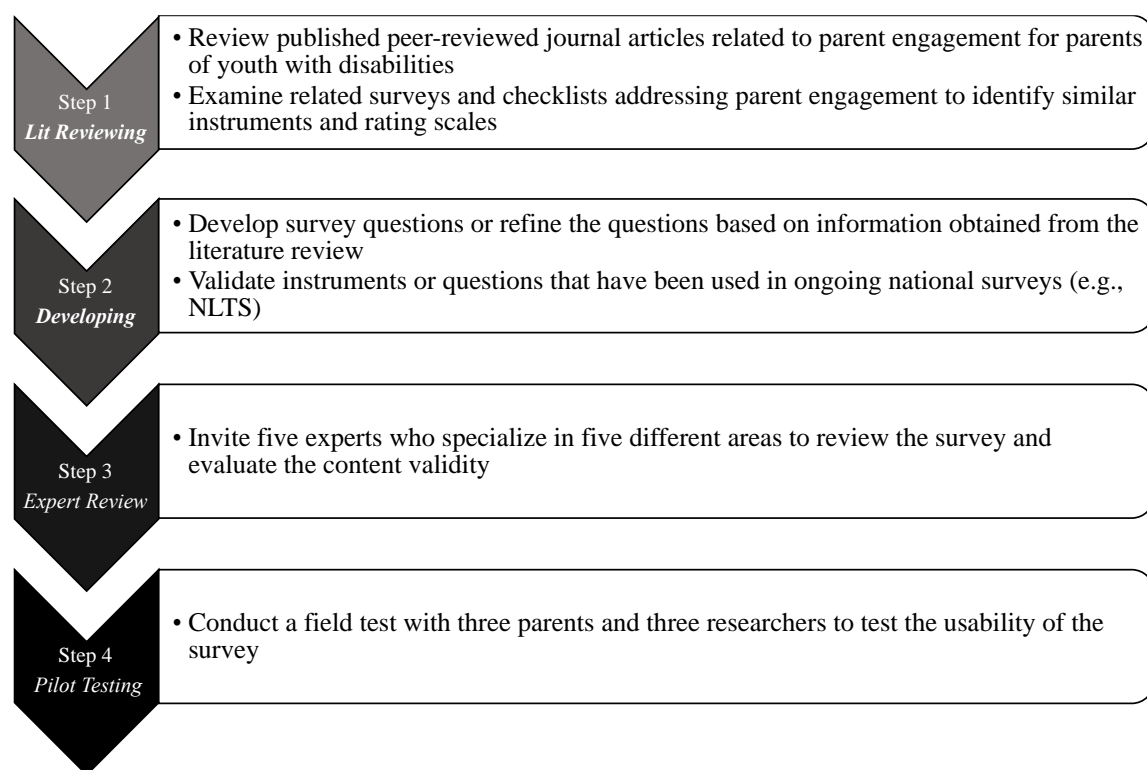 Step 1
Lit Reviewing
• Review published peer-reviewed journal articles related to parent engagement for parents
of youth with disabilities
• Examine related surveys and checklists addressing parent engagement to identify similar
instruments and rating scales
Step 2
Developing
• Develop survey questions or refine the questions based on information obtained from the
literature review
• Validate instruments or questions that have been used in ongoing national surveys (e.g.,
NLTS)
Step 3
Expert Review
• Invite five experts who specialize in five different areas to review the survey and
evaluate the content validity
Step 4
Pilot Testing
• Conduct a field test with three parents and three researchers to test the usability of the
survey